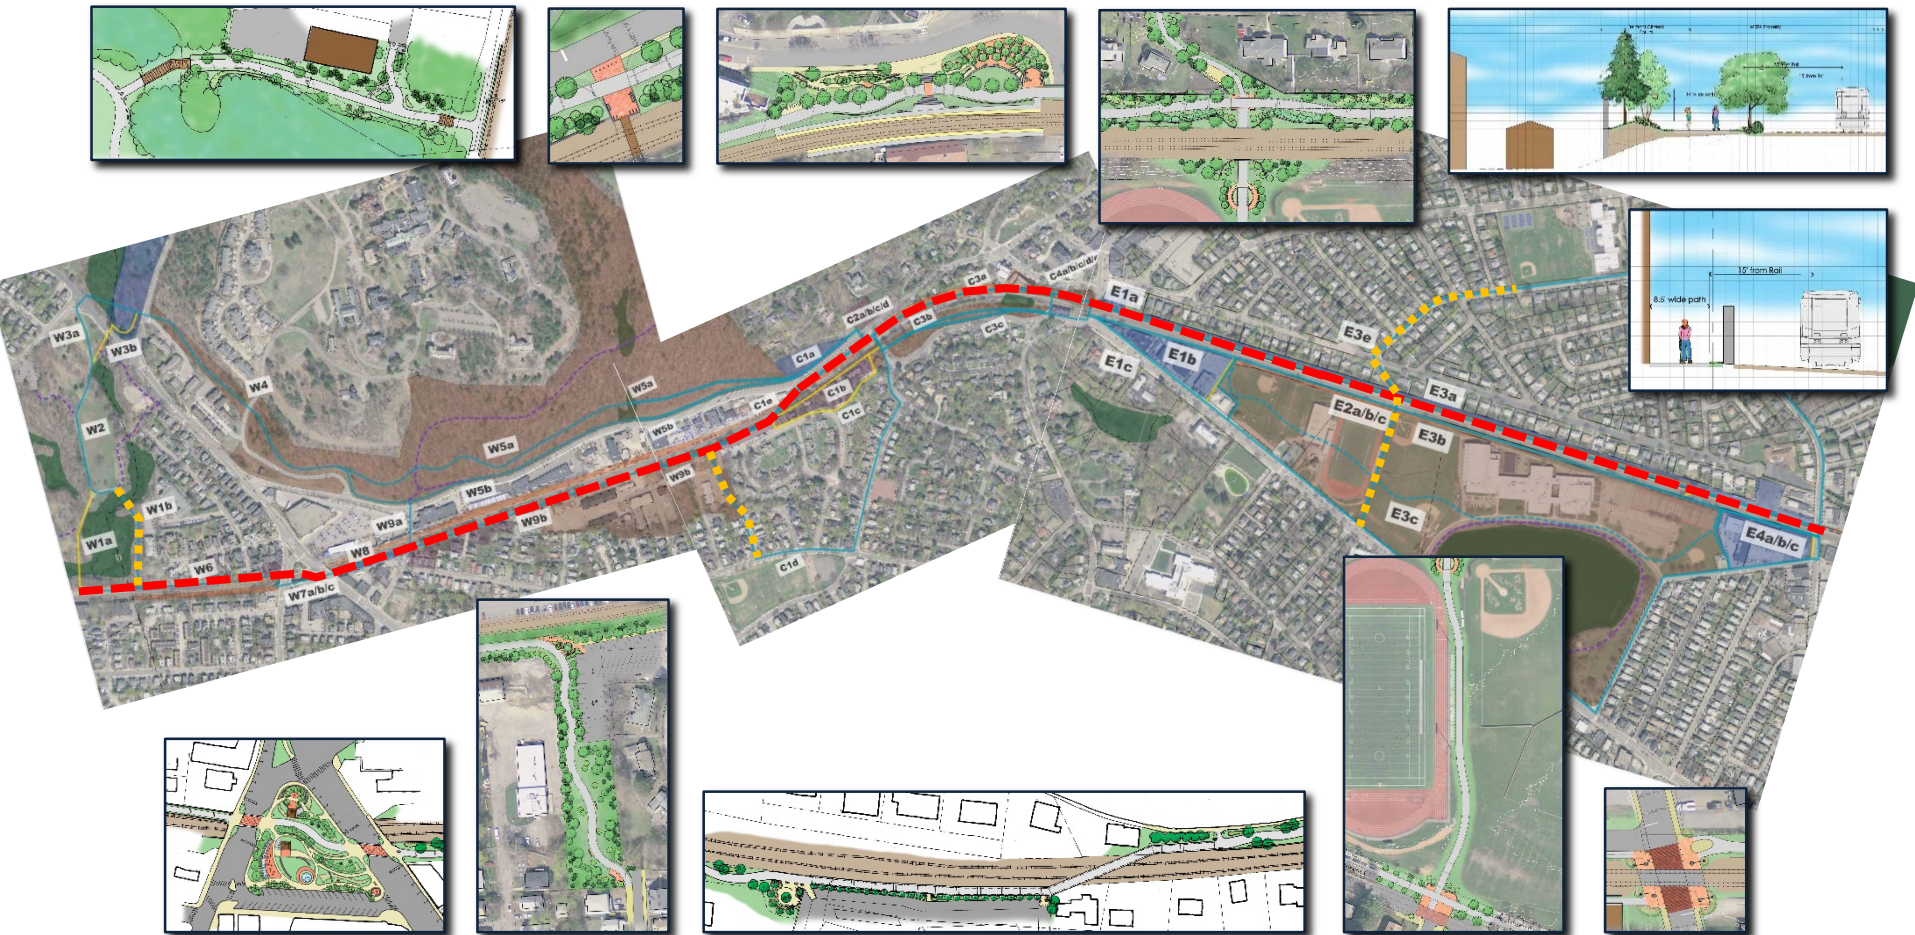 15' from Rail
8.5' wide path
W3a
W3b
W4
W2
W1b
W1a
W6
W5a
W5a
W5b
W5b
W9a
W8
W7a/b/c
W9b
W9b
C1a
C1b
C1c
C1e
C1d
C2a/b/c/d
C3a
C3b
C3c
E1a
E1b
E1c
E2a/b/c
E3a
E3b
E3c
E3e
E4a/b/c